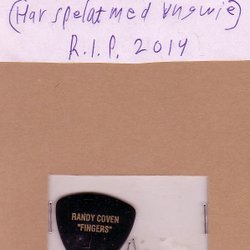 (Har spelat med Yngwie)
R.I.P. 2014
RANDY COVEN
"FINGERS"